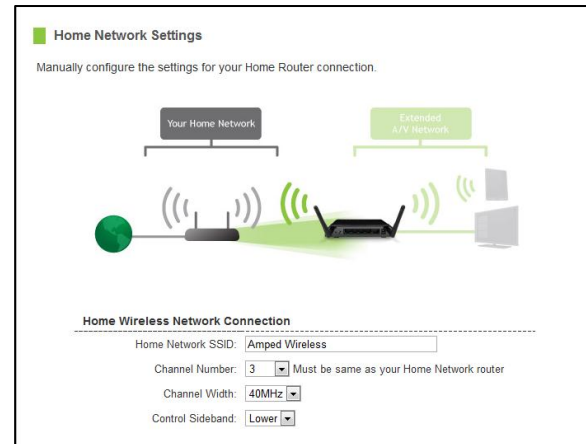 Home Network Settings
Manually configure the settings for your Home Router connection.
Your Home Network
Extended
A/V Network
Home Wireless Network Connection
Home Network SSID: Amped Wireless
Channel Number: 3 Must be same as your Home Network router
Channel Width: 40MHz
Control Sideband: Lower